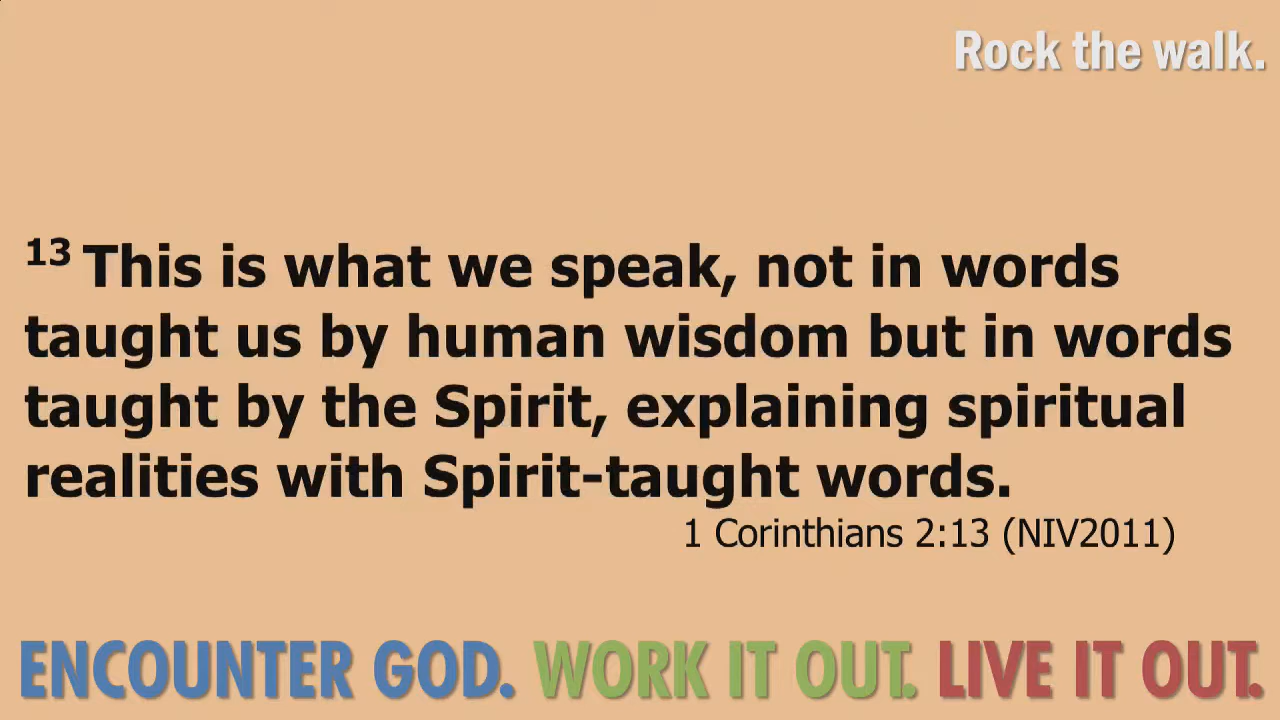 Rock the walk.
13 This is what we speak, not in words
taught us by human wisdom but in words
taught by the Spirit, explaining spiritual
realities with Spirit-taught words.
1 Corinthians 2:13 (NIV2011)
ENCOUNTER GOD. WORK IT OUT. LIVE IT OUT.